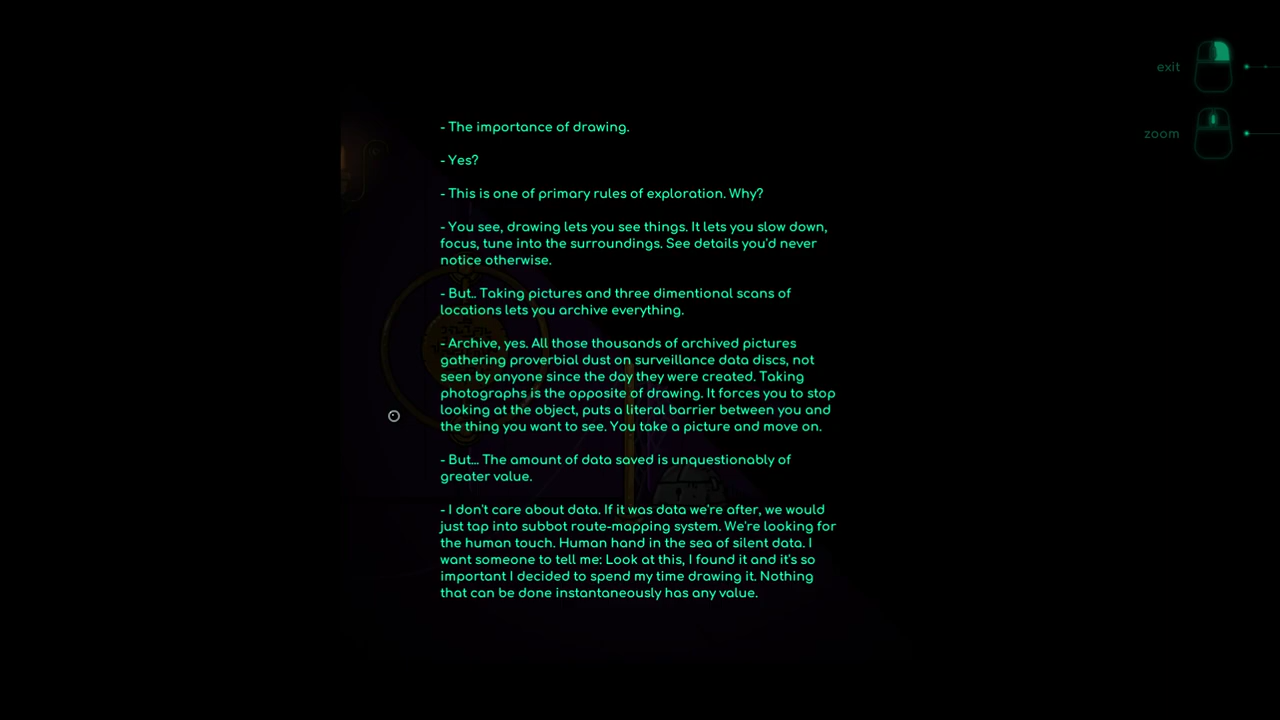 exit
zoom
- The importance of drawing.
- Yes?
- This is one of primary rules of exploration. Why?
- You see, drawing lets you see things. It lets you slow down,
focus, tune into the surroundings. See details you'd never
notice otherwise.
- But.. Taking pictures and three dimentional scans of
locations lets you archive everything.
- Archive, yes. All those thousands of archived pictures
gathering proverbial dust on surveillance data discs, not
seen by anyone since the day they were created. Taking
photographs is the opposite of drawing. It forces you to stop
looking at the object, puts a literal barrier between you and
the thing you want to see. You take a picture and move on.
- But... The amount of data saved is unquestionably of
greater value.
- I don't care about data. If it was data we're after, we would
just tap into subbot route-mapping system. We're looking for
the human touch. Human hand in the sea of silent data. I
want someone to tell me: Look at this, I found it and it's so
important I decided to spend my time drawing it. Nothing
that can be done instantaneously has any value.